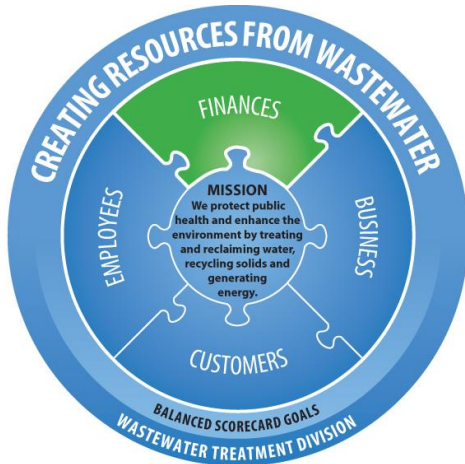 CREATING RESOURCES FROM WASTEWATER
FINANCES
EMPLOYEES
MISSION
We protect public
health and enhance the
environment by treating
and reclaiming water,
recycling solids and
generating
energy.
BUSINESS
CUSTOMERS
BALANCED SCORECARD GOALS
WASTEWATER TREATMENT DIVISION